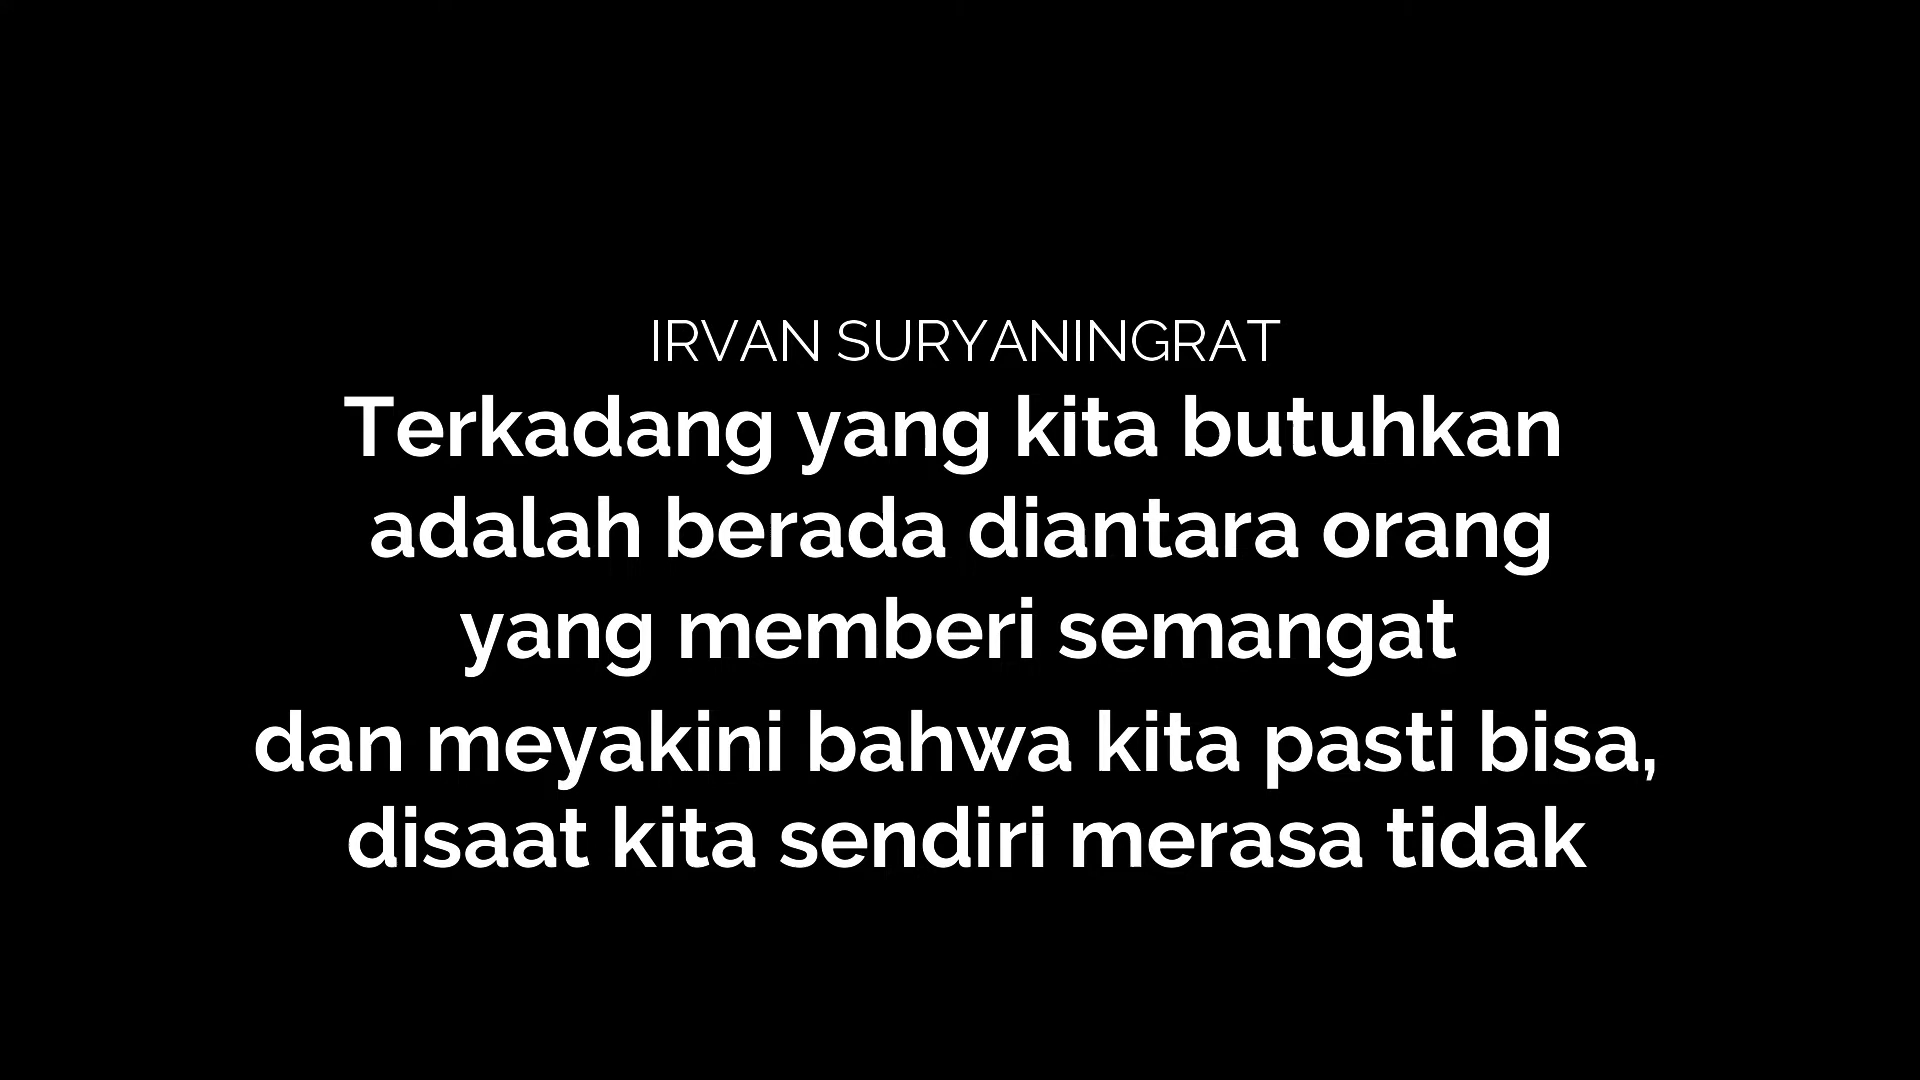 IRVAN SURYANINGRAT
Terkadang yang kita butuhkan
adalah berada diantara orang
yang memberi semangat
dan meyakini bahwa kita pasti bisa,
disaat kita sendiri merasa tidak